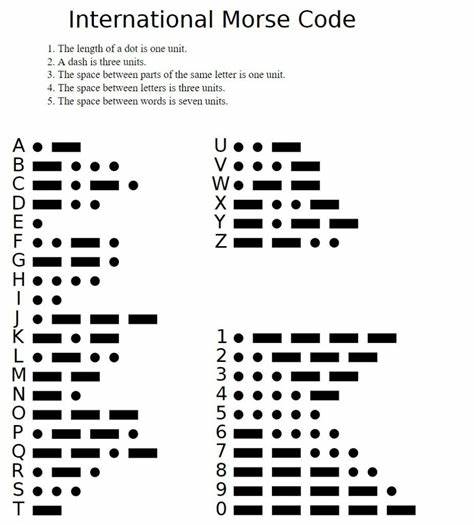 International Morse Code
1. The length of a dot is one unit.
2. A dash is three units.
3. The space between parts of the same letter is one unit.
4. The space between letters is three units.
5. The space between words is seven units.
A
B
C
D
E
F
G
H
I
J
K
L
M
N
O
P
Q
R
S
T
U
V
W
X
Y
Z
1
2
3
4
5
6
7
8
9
0